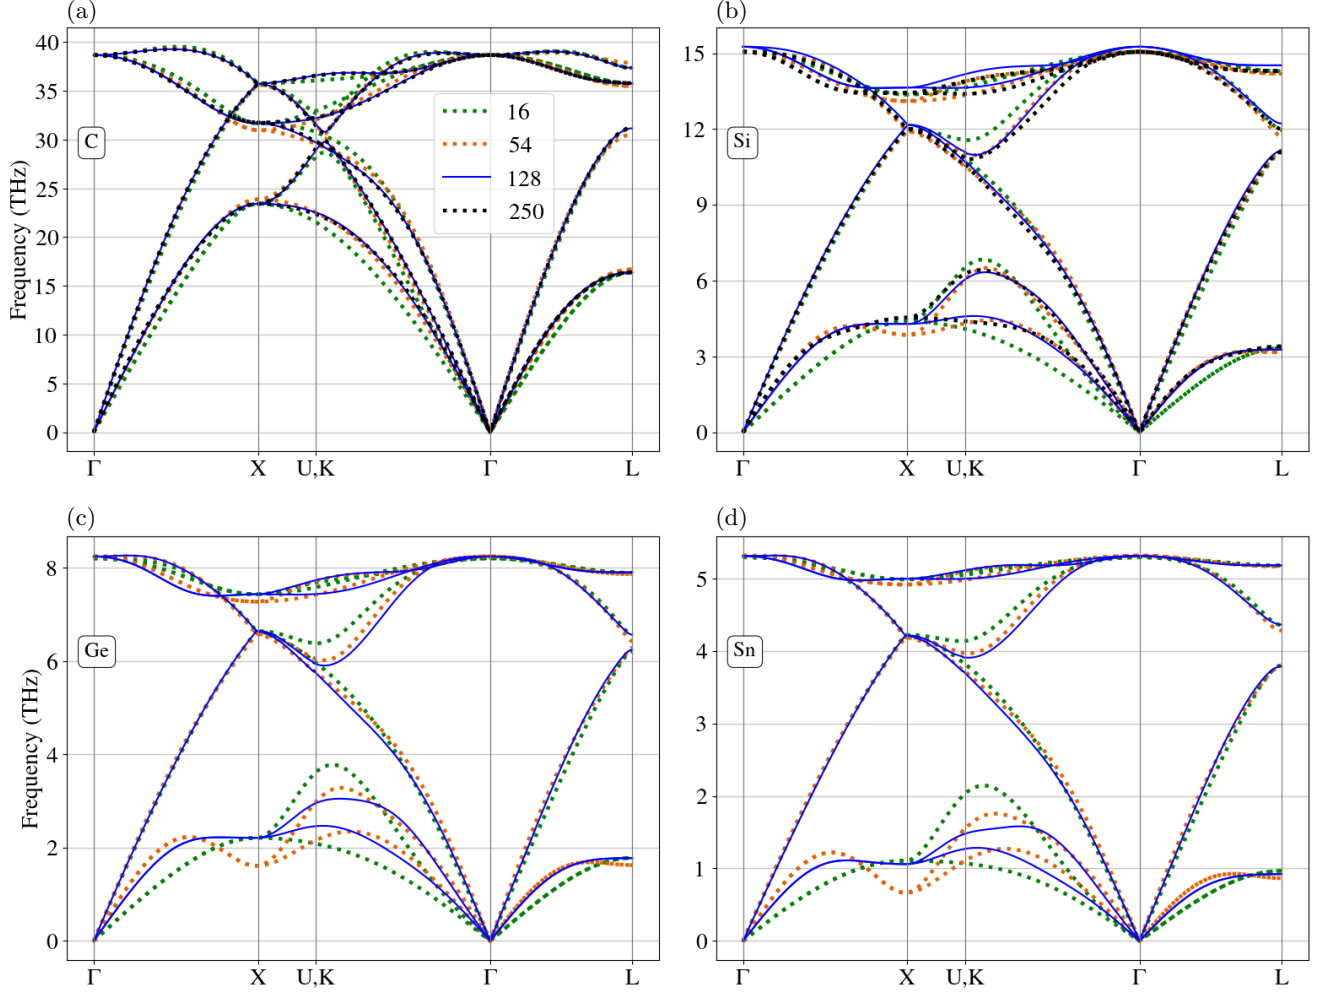 (a)
(b)
40
35
30
25
20
15
10
5
0
Frequency (THz)
C
16
54
128
250
Γ
X
U,K
Γ
L
15
12
9
6
3
0
Si
Γ
X
U,K
Γ
L
(c)
(d)
8
6
4
2
0
Frequency (THz)
Ge
Γ
X
U,K
Γ
L
5
4
3
2
1
0
Sn
Γ
X
U,K
Γ
L